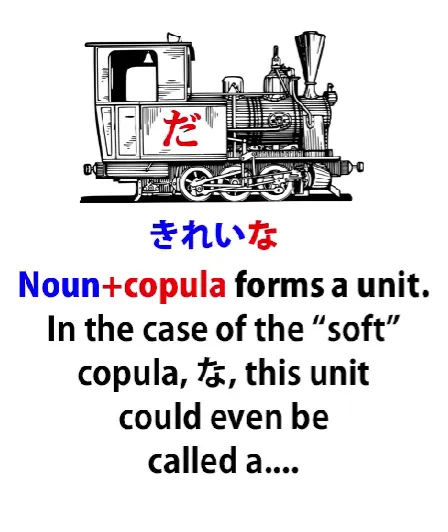 だ
きれいな
Noun+copula forms a unit.
In the case of the “soft”
copula, な, this unit
could even be
called a....